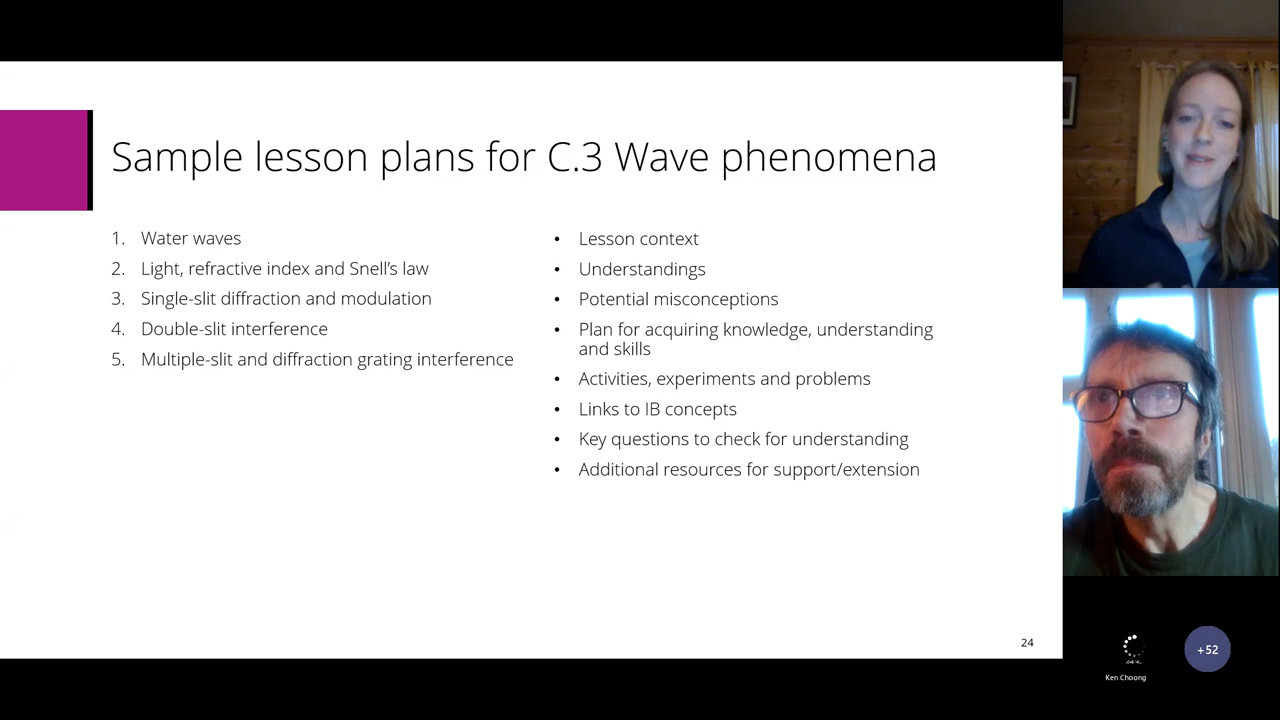 Sample lesson plans for C.3 Wave phenomena
1. Water waves
2. Light, refractive index and Snell’s law
3. Single-slit diffraction and modulation
4. Double-slit interference
5. Multiple-slit and diffraction grating interference
• Lesson context
• Understandings
• Potential misconceptions
• Plan for acquiring knowledge, understanding
and skills
• Activities, experiments and problems
• Links to IB concepts
• Key questions to check for understanding
• Additional resources for support/extension
24
+52
Ken Choong